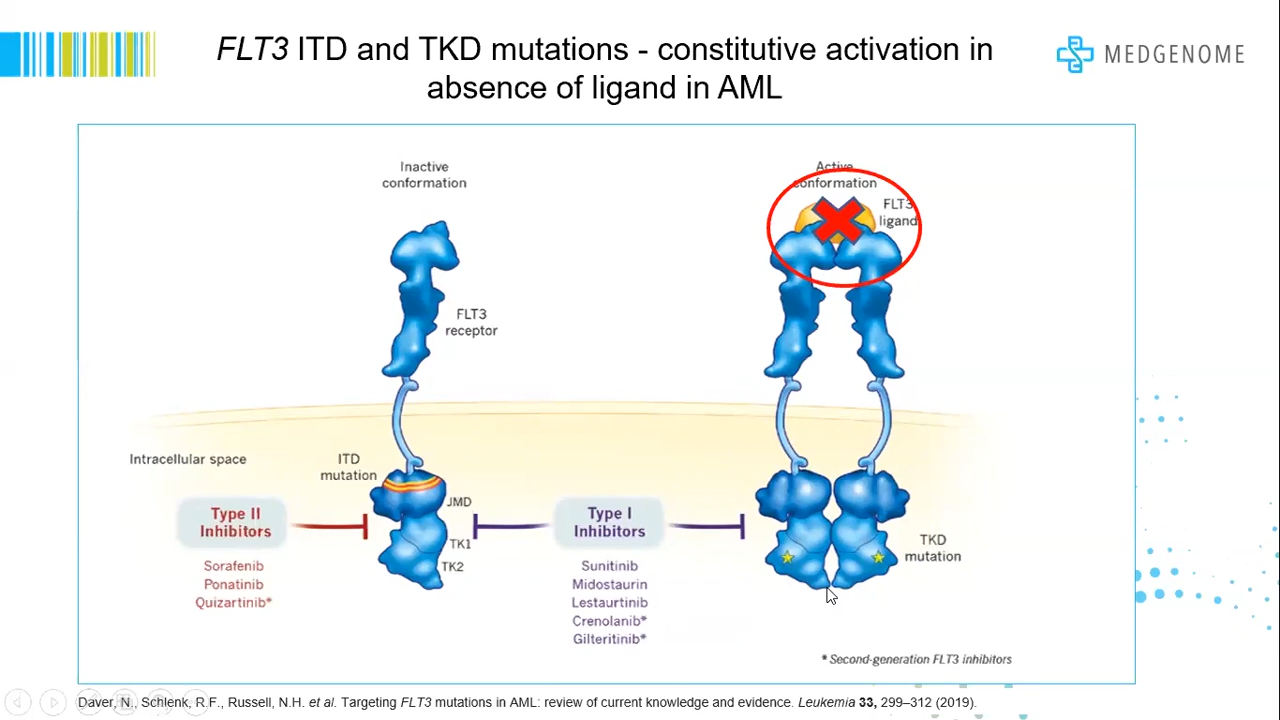 FLT3 ITD and TKD mutations - constitutive activation in
absence of ligand in AML
MEDGENOME
Inactive
conformation
Active
conformation
FLT3
ligand
FLT3
receptor
Intracellular space
ITD
mutation
JMD
TK1
TK2
Type II
Inhibitors
Sorafenib
Ponatinib
Quizartinib*
Type I
Inhibitors
Sunitinib
Midostaurin
Lestaurtinib
Crenolanib*
Gilteritinib*
TKD
mutation
* Second-generation FLT3 inhibitors
Daver, N., Schlenk, R.F., Russell, N.H. et al. Targeting FLT3 mutations in AML: review of current knowledge and evidence. Leukemia 33, 299–312 (2019).